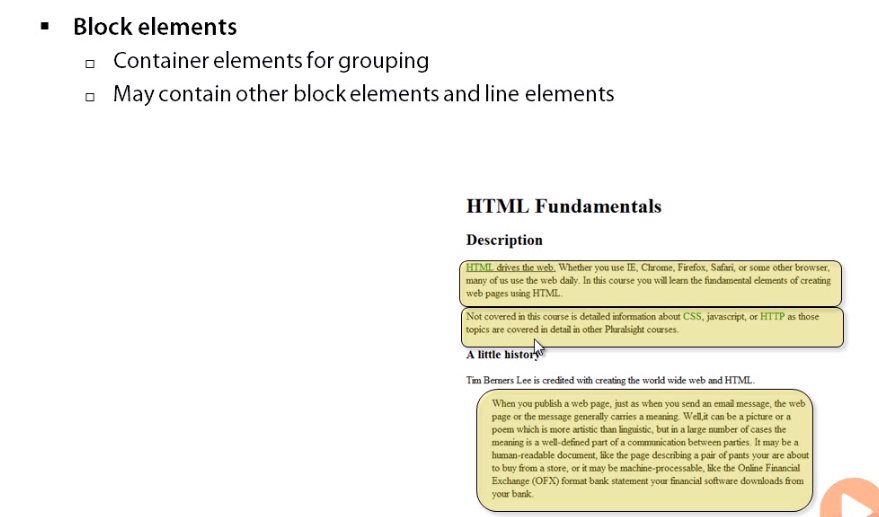 Block elements
Container elements for grouping
May contain other block elements and line elements
HTML Fundamentals
Description
HTML drives the web. Whether you use IE, Chrome, Firefox, Safari, or some other browser,
many of us use the web daily. In this course you will learn the fundamental elements of creating
web pages using HTML.
Not covered in this course is detailed information about CSS, javascript, or HTTP as those
topics are covered in detail in other Pluralsight courses.
A little history
Tim Berners Lee is credited with creating the world wide web and HTML.
When you publish a web page, just as when you send an email message, the web
page or the message generally carries a meaning. Well,it can be a picture or a
poem which is more artistic than linguistic, but in a large number of cases the
meaning is a well-defined part of a communication between parties. It may be a
human-readable document, like the page describing a pair of pants your are about
to buy from a store, or it may be machine-processable, like the Online Financial
Exchange (OFX) format bank statement your financial software downloads from
your bank.